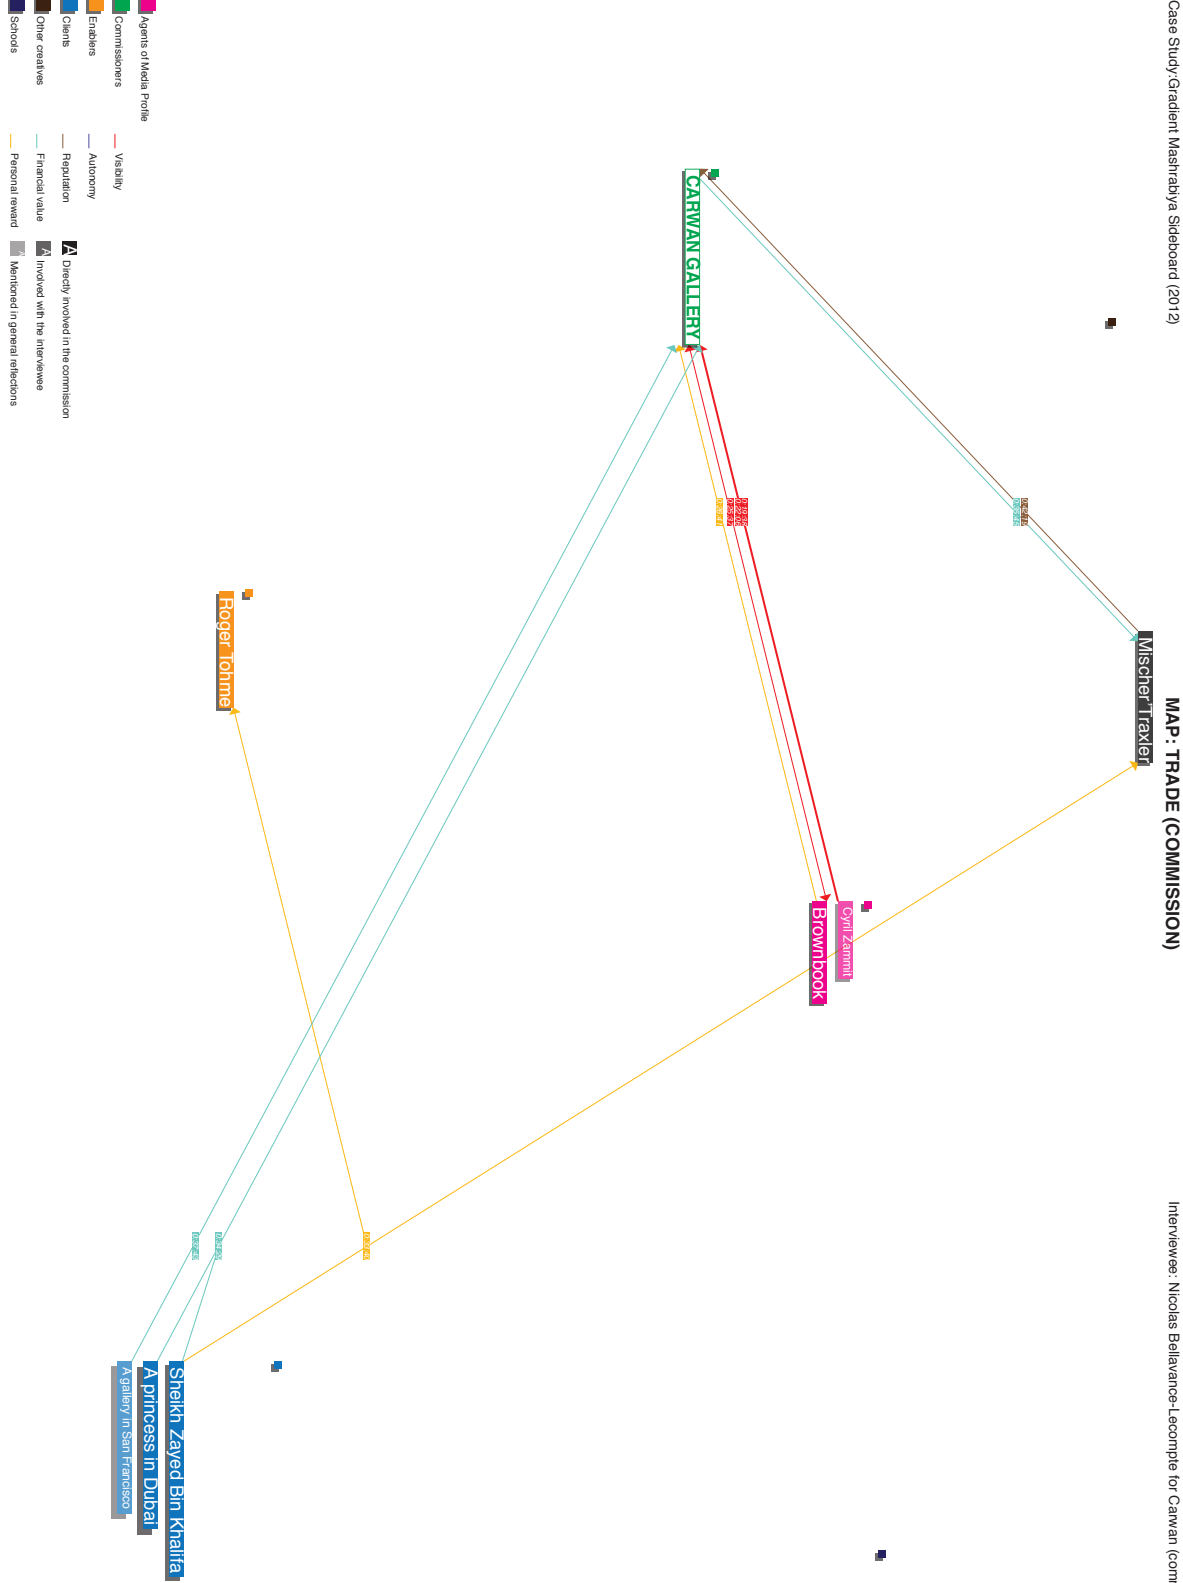 Case Study:Gradient Mashrabiya Sideboard (2012)
MAP: TRADE (COMMISSION)
Interviewee: Nicolas Bellavance-Lecompte for Carwan (com
Mischer'Traxler
CARWAN GALLERY
Cyril Zammit
Brownbook
Roger Tohme
Sheikh Zayed Bin Khalifa
A princess in Dubai
A gallery in San Francisco
Agents of Media Profile
Commissioners
Enablers
Clients
Other creatives
Schools
Visibility
Autonomy
Reputation
Financial value
Personal reward
A Directly involved in the commission
A Involved with the interviewee
A Mentioned in general reflections